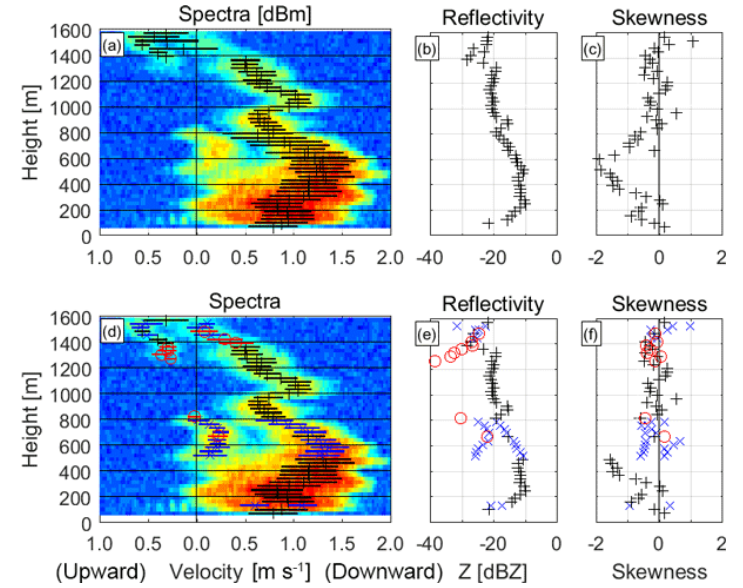 Spectra [dBm] Reflectivity Skewness
(a) (b) (c)
Height [m]
1600
1400
1200
1000
800
600
400
200
0
1.0 0.5 0.0 0.5 1.0 1.5 2.0
-40 -20 0
-2 0 2
Spectra Reflectivity Skewness
(d) (e) (f)
Height [m]
1600
1400
1200
1000
800
600
400
200
0
1.0 0.5 0.0 0.5 1.0 1.5 2.0
-40 -20 0
-2 0 2
(Upward) Velocity [m s⁻¹] (Downward) Z [dBZ] Skewness